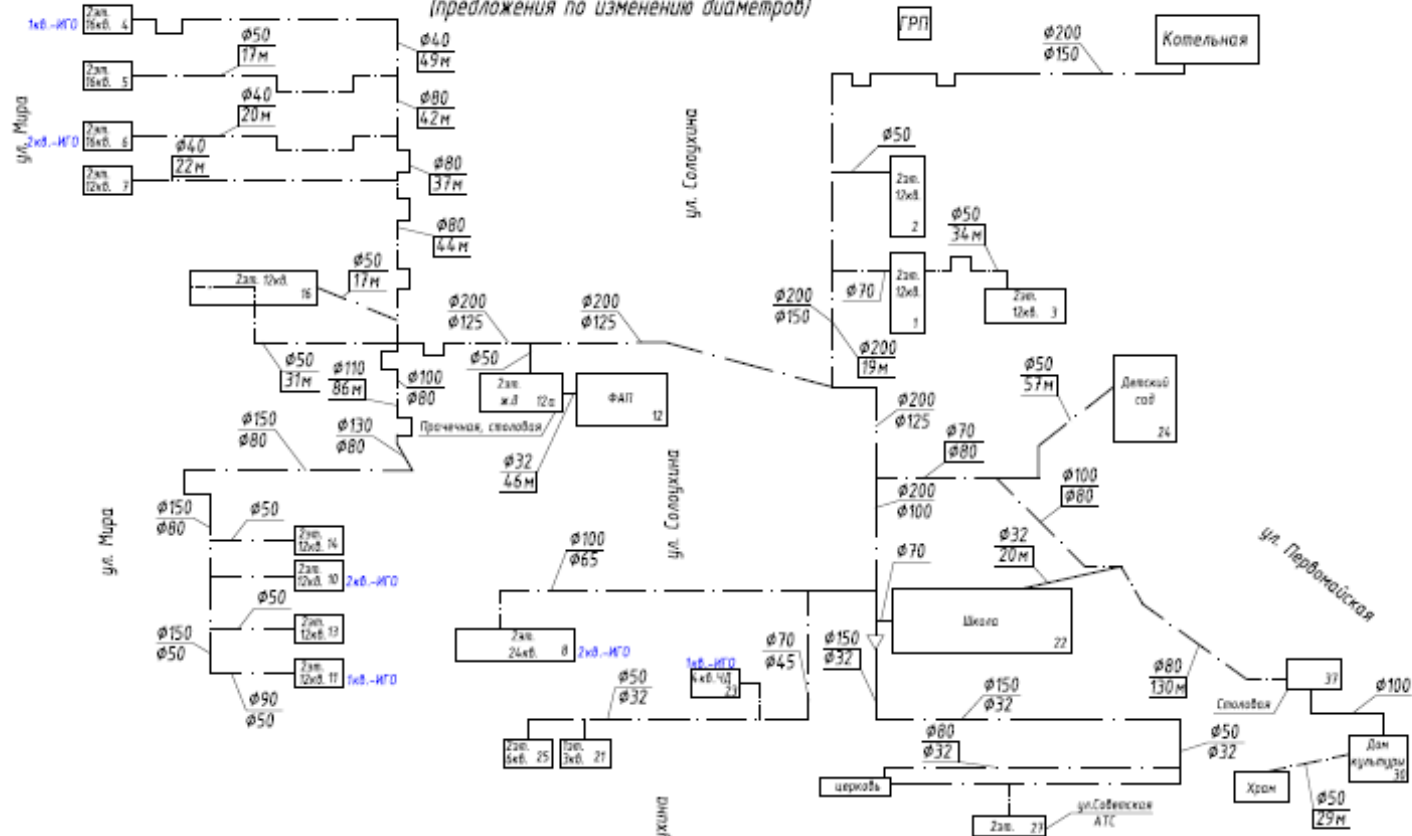 (предложения по изменению диаметров)
1кв.-ИГО
2эт.
16кв. 4
ø50
17м
ø40
49м
ГРП
ø200
ø150
Котельная
2эт.
16кв. 5
ø40
20м
ø80
42м
ул. Мира
2кв.-ИГО
2эт.
16кв. 6
ø40
22м
2эт.
12кв. 7
ø80
37м
ул. Солоухина
ø50
2эт.
12кв.
2
ø80
44м
ø50
34м
ø50
17м
2эт. 12кв.
16
ø70
2эт.
12кв.
1
2эт.
12кв. 3
ø200
ø125
ø200
ø125
ø200
ø150
ø50
31м
ø110
86м
ø100
ø80
ø50
2эт.
ж.д 12а
ФАП
12
Прачечная, столовая
ø200
19м
ø50
57м
Детский
сад
24
ø150
ø80
ø130
ø80
ø32
46м
ø200
ø125
ø70
ø80
ул. Солоухина
ø150
ø80
ø50
2эт.
12кв. 14
ø200
ø100
ø100
ø80
ул. Мира
2эт.
12кв. 10
2кв.-ИГО
ø100
ø65
ø70
ø32
20м
ул. Первомайская
ø50
2эт.
12кв. 13
ø150
ø50
2эт.
12кв. 11
1кв.-ИГО
ø90
ø50
2эт.
24кв. 8
2кв.-ИГО
ø70
ø45
ø150
ø32
Школа
22
1кв.-ИГО
4кв.ЧД
23
ø80
130м
37
Столовая
ø100
ø50
ø32
ø150
ø32
2эт.
6кв. 25
1эт.
3кв. 21
ø80
ø32
ø50
ø32
Дом
культуры
30
церковь
Храм
ø50
29м
ул.Советская
АТС
2эт. 27